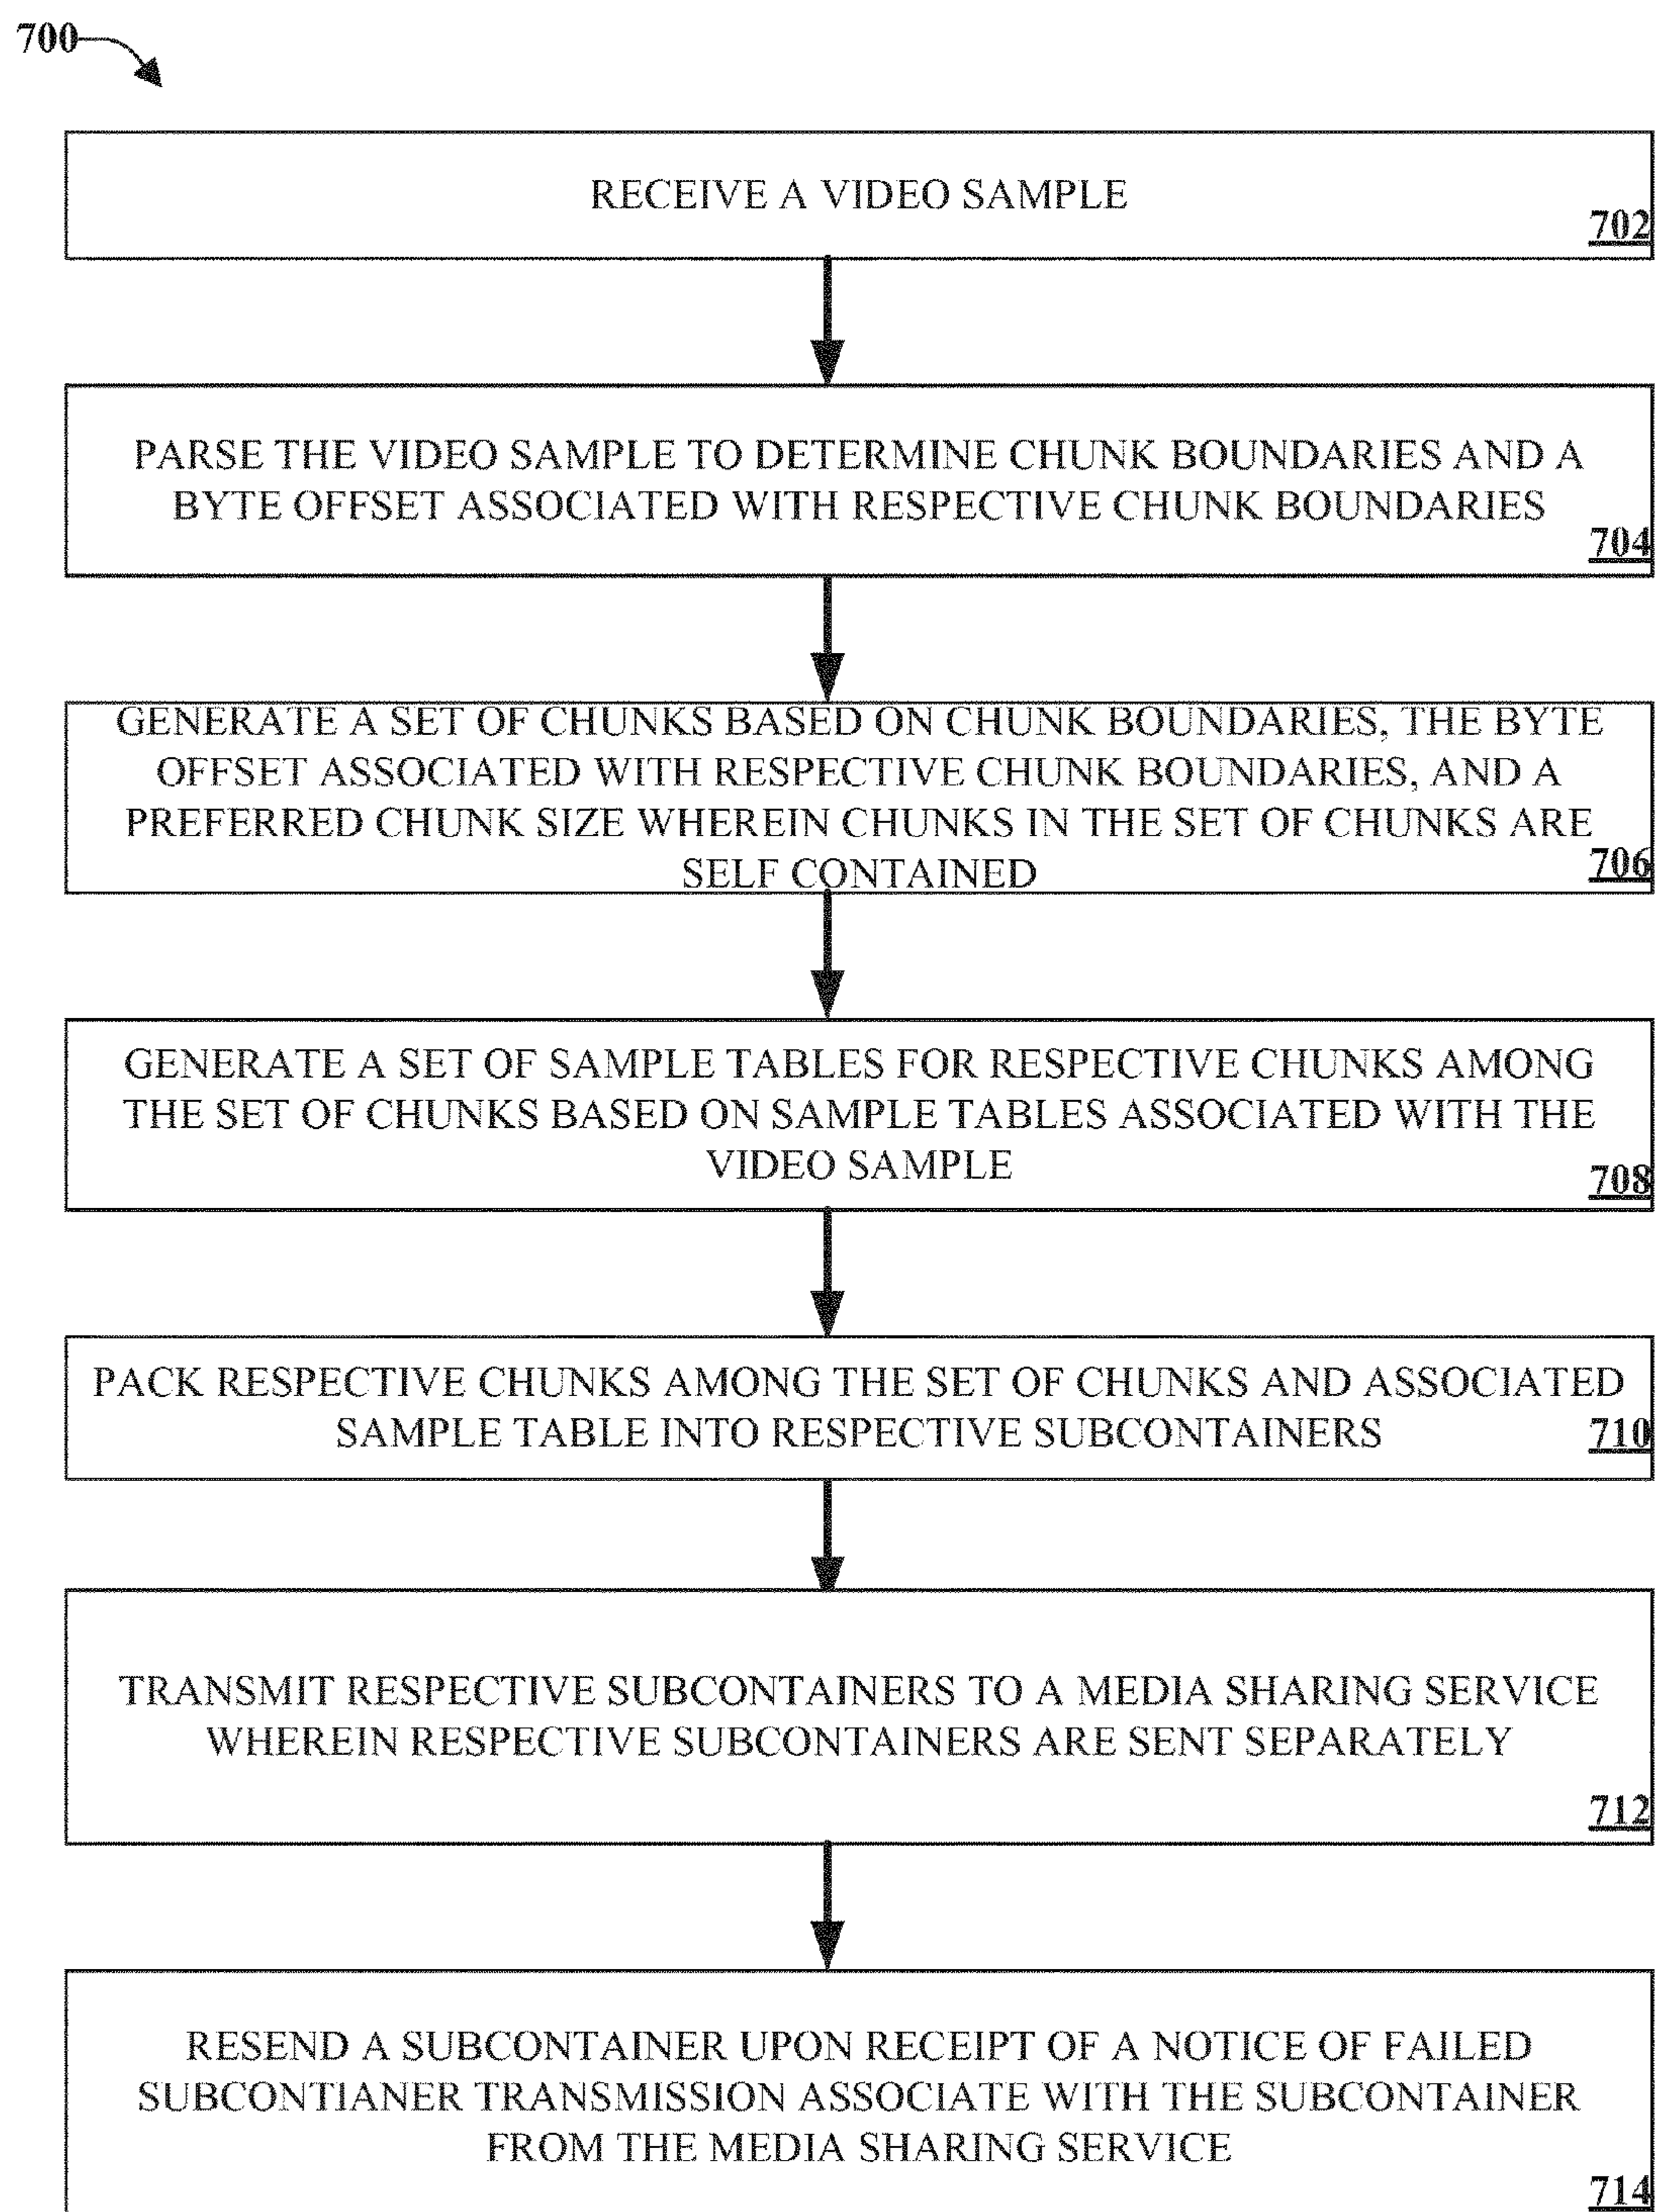 700
RECEIVE A VIDEO SAMPLE
702
PARSE THE VIDEO SAMPLE TO DETERMINE CHUNK BOUNDARIES AND A
BYTE OFFSET ASSOCIATED WITH RESPECTIVE CHUNK BOUNDARIES
704
GENERATE A SET OF CHUNKS BASED ON CHUNK BOUNDARIES, THE BYTE
OFFSET ASSOCIATED WITH RESPECTIVE CHUNK BOUNDARIES, AND A
PREFERRED CHUNK SIZE WHEREIN CHUNKS IN THE SET OF CHUNKS ARE
SELF CONTAINED
706
GENERATE A SET OF SAMPLE TABLES FOR RESPECTIVE CHUNKS AMONG
THE SET OF CHUNKS BASED ON SAMPLE TABLES ASSOCIATED WITH THE
VIDEO SAMPLE
708
PACK RESPECTIVE CHUNKS AMONG THE SET OF CHUNKS AND ASSOCIATED
SAMPLE TABLE INTO RESPECTIVE SUBCONTAINERS
710
TRANSMIT RESPECTIVE SUBCONTAINERS TO A MEDIA SHARING SERVICE
WHEREIN RESPECTIVE SUBCONTAINERS ARE SENT SEPARATELY
712
RESEND A SUBCONTAINER UPON RECEIPT OF A NOTICE OF FAILED
SUBCONTIANER TRANSMISSION ASSOCIATE WITH THE SUBCONTAINER
FROM THE MEDIA SHARING SERVICE
714